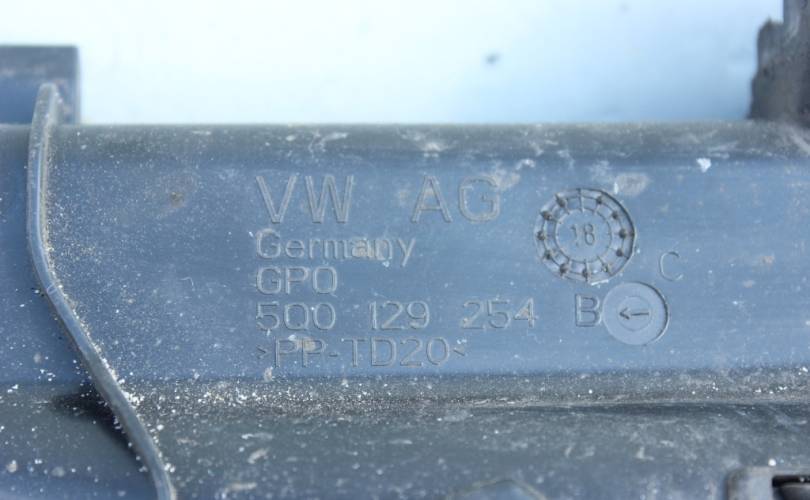 VW AG
18
Germany
GPO
C
5Q0 129 254 B
>PP-TD20<